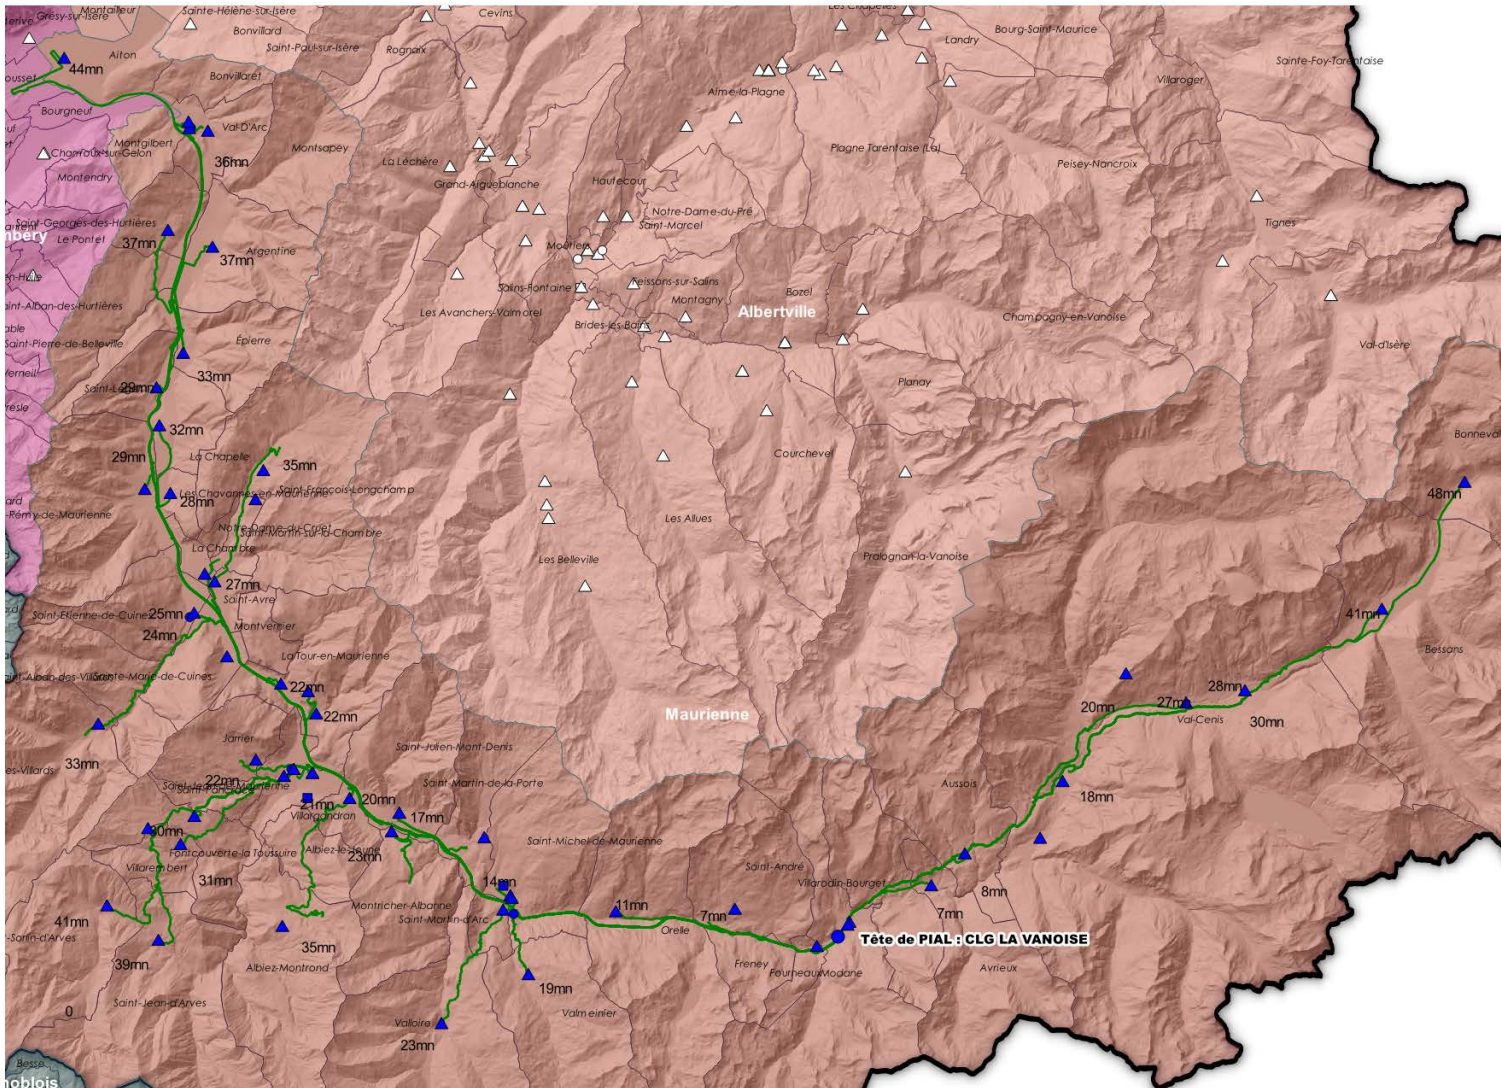 Grésy-sur-Isère
Montailleur
Sainte-Hélène-sur-Isère
Bonvillard
Saint-Paul-sur-Isère
Rognaix
Cevins
Les Chapelles
Landry
Bourg-Saint-Maurice
Sainte-Foy-Tarentaise
Villaroger
Aiton
44mn
Bonvillaret
Bourgneuf
Val-D'Arc
Montgilbert
36mn
Montsapey
Aime-la-Plagne
La Léchère
Grand-Aigueblanche
Hautecour
Plagne Tarentaise (La)
Peisey-Nancroix
Chamoux-sur-Gelon
Montendry
Saint-Georges-des-Hurtières
Le Pontet
37mn
Argentine
37mn
Notre-Dame-du-Pré
Saint-Marcel
Tignes
Moûtiers
Salins-Fontaine
Feissons-sur-Salins
Montagny
Bozel
Les Avanchers-Valmorel
Brides-les-Bains
Albertville
Champagny-en-Vanoise
Val-d'Isère
Saint-Pierre-de-Belleville
Epierre
33mn
29mn
Planay
32mn
29mn
La Chapelle
35mn
Saint-François-Longchamp
Les Chavannes-en-Maurienne
28mn
Courchevel
48mn
Notre-Dame-du-Cruet
Saint-Martin-sur-la-Chambre
La Chambre
Les Allues
Les Belleville
Pralognan-la-Vanoise
27mn
Saint-Avre
Saint-Etienne-de-Cuines
25mn
24mn
Montvernier
41mn
Bessans
La Tour-en-Maurienne
Sainte-Marie-de-Cuines
22mn
22mn
Maurienne
20mn
27mn
28mn
30mn
Val-Cenis
Jarrier
33mn
Saint-Julien-Mont-Denis
Saint-Martin-de-la-Porte
22mn
Saint-Jean-de-Maurienne
Saint-Pancrace
21mn
20mn
17mn
Villargondran
Aussois
18mn
30mn
Fontcouverte-la Toussuire
Albiez-le-Jeune
23mn
Saint-Michel-de-Maurienne
Villarembert
31mn
Saint-André
Villarodin-Bourget
14mn
8mn
7mn
41mn
Montricher-Albanne
Saint-Martin-d'Arc
11mn
7mn
Orelle
35mn
39mn
Tête de PIAL : CLG LA VANOISE
Albiez-Montrond
Freney
Fourneaux
Modane
Avrieux
19mn
Saint-Jean-d'Arves
0
Valloire
Valmeinier
23mn
Besse